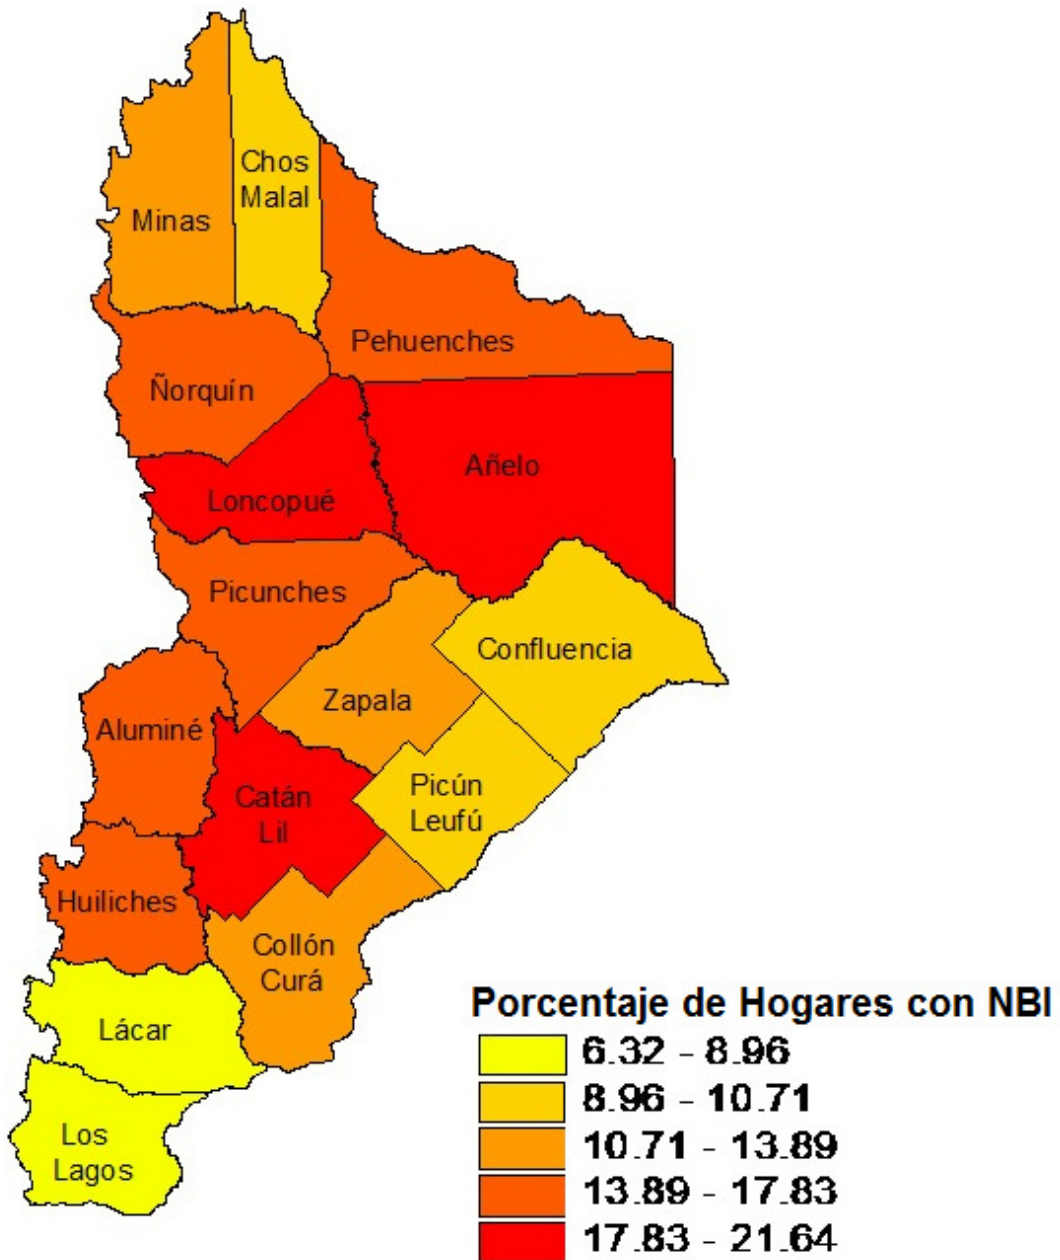 Chos
Malal
Minas
Pehuenches
Ñorquín
Añelo
Loncopué
Picunches
Confluencia
Zapala
Aluminé
Picún
Leufú
Catán
Lil
Huiliches
Collón
Curá
Lácar
Los
Lagos
Porcentaje de Hogares con NBI
6.32 - 8.96
8.96 - 10.71
10.71 - 13.89
13.89 - 17.83
17.83 - 21.64